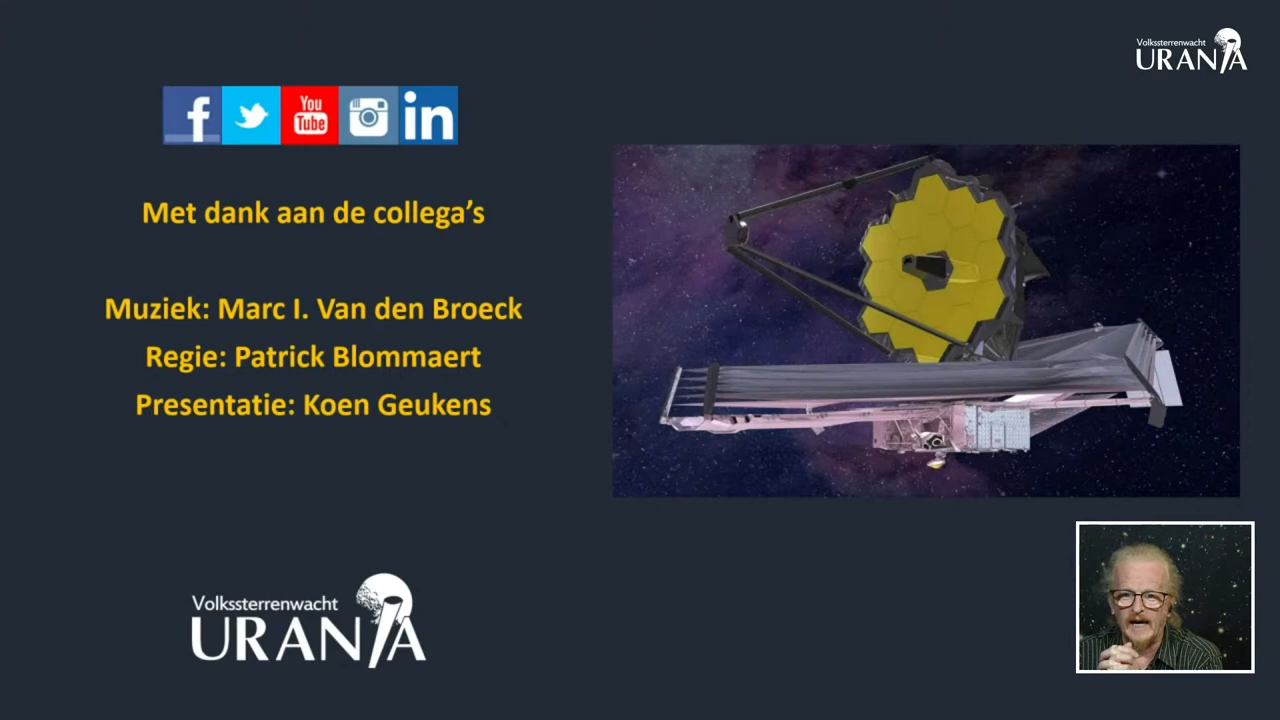 Volkssterrenwacht
URANIA
f
You
Tube
in
Met dank aan de collega's
Muziek: Marc I. Van den Broeck
Regie: Patrick Blommaert
Presentatie: Koen Geukens
Volkssterrenwacht
URANIA